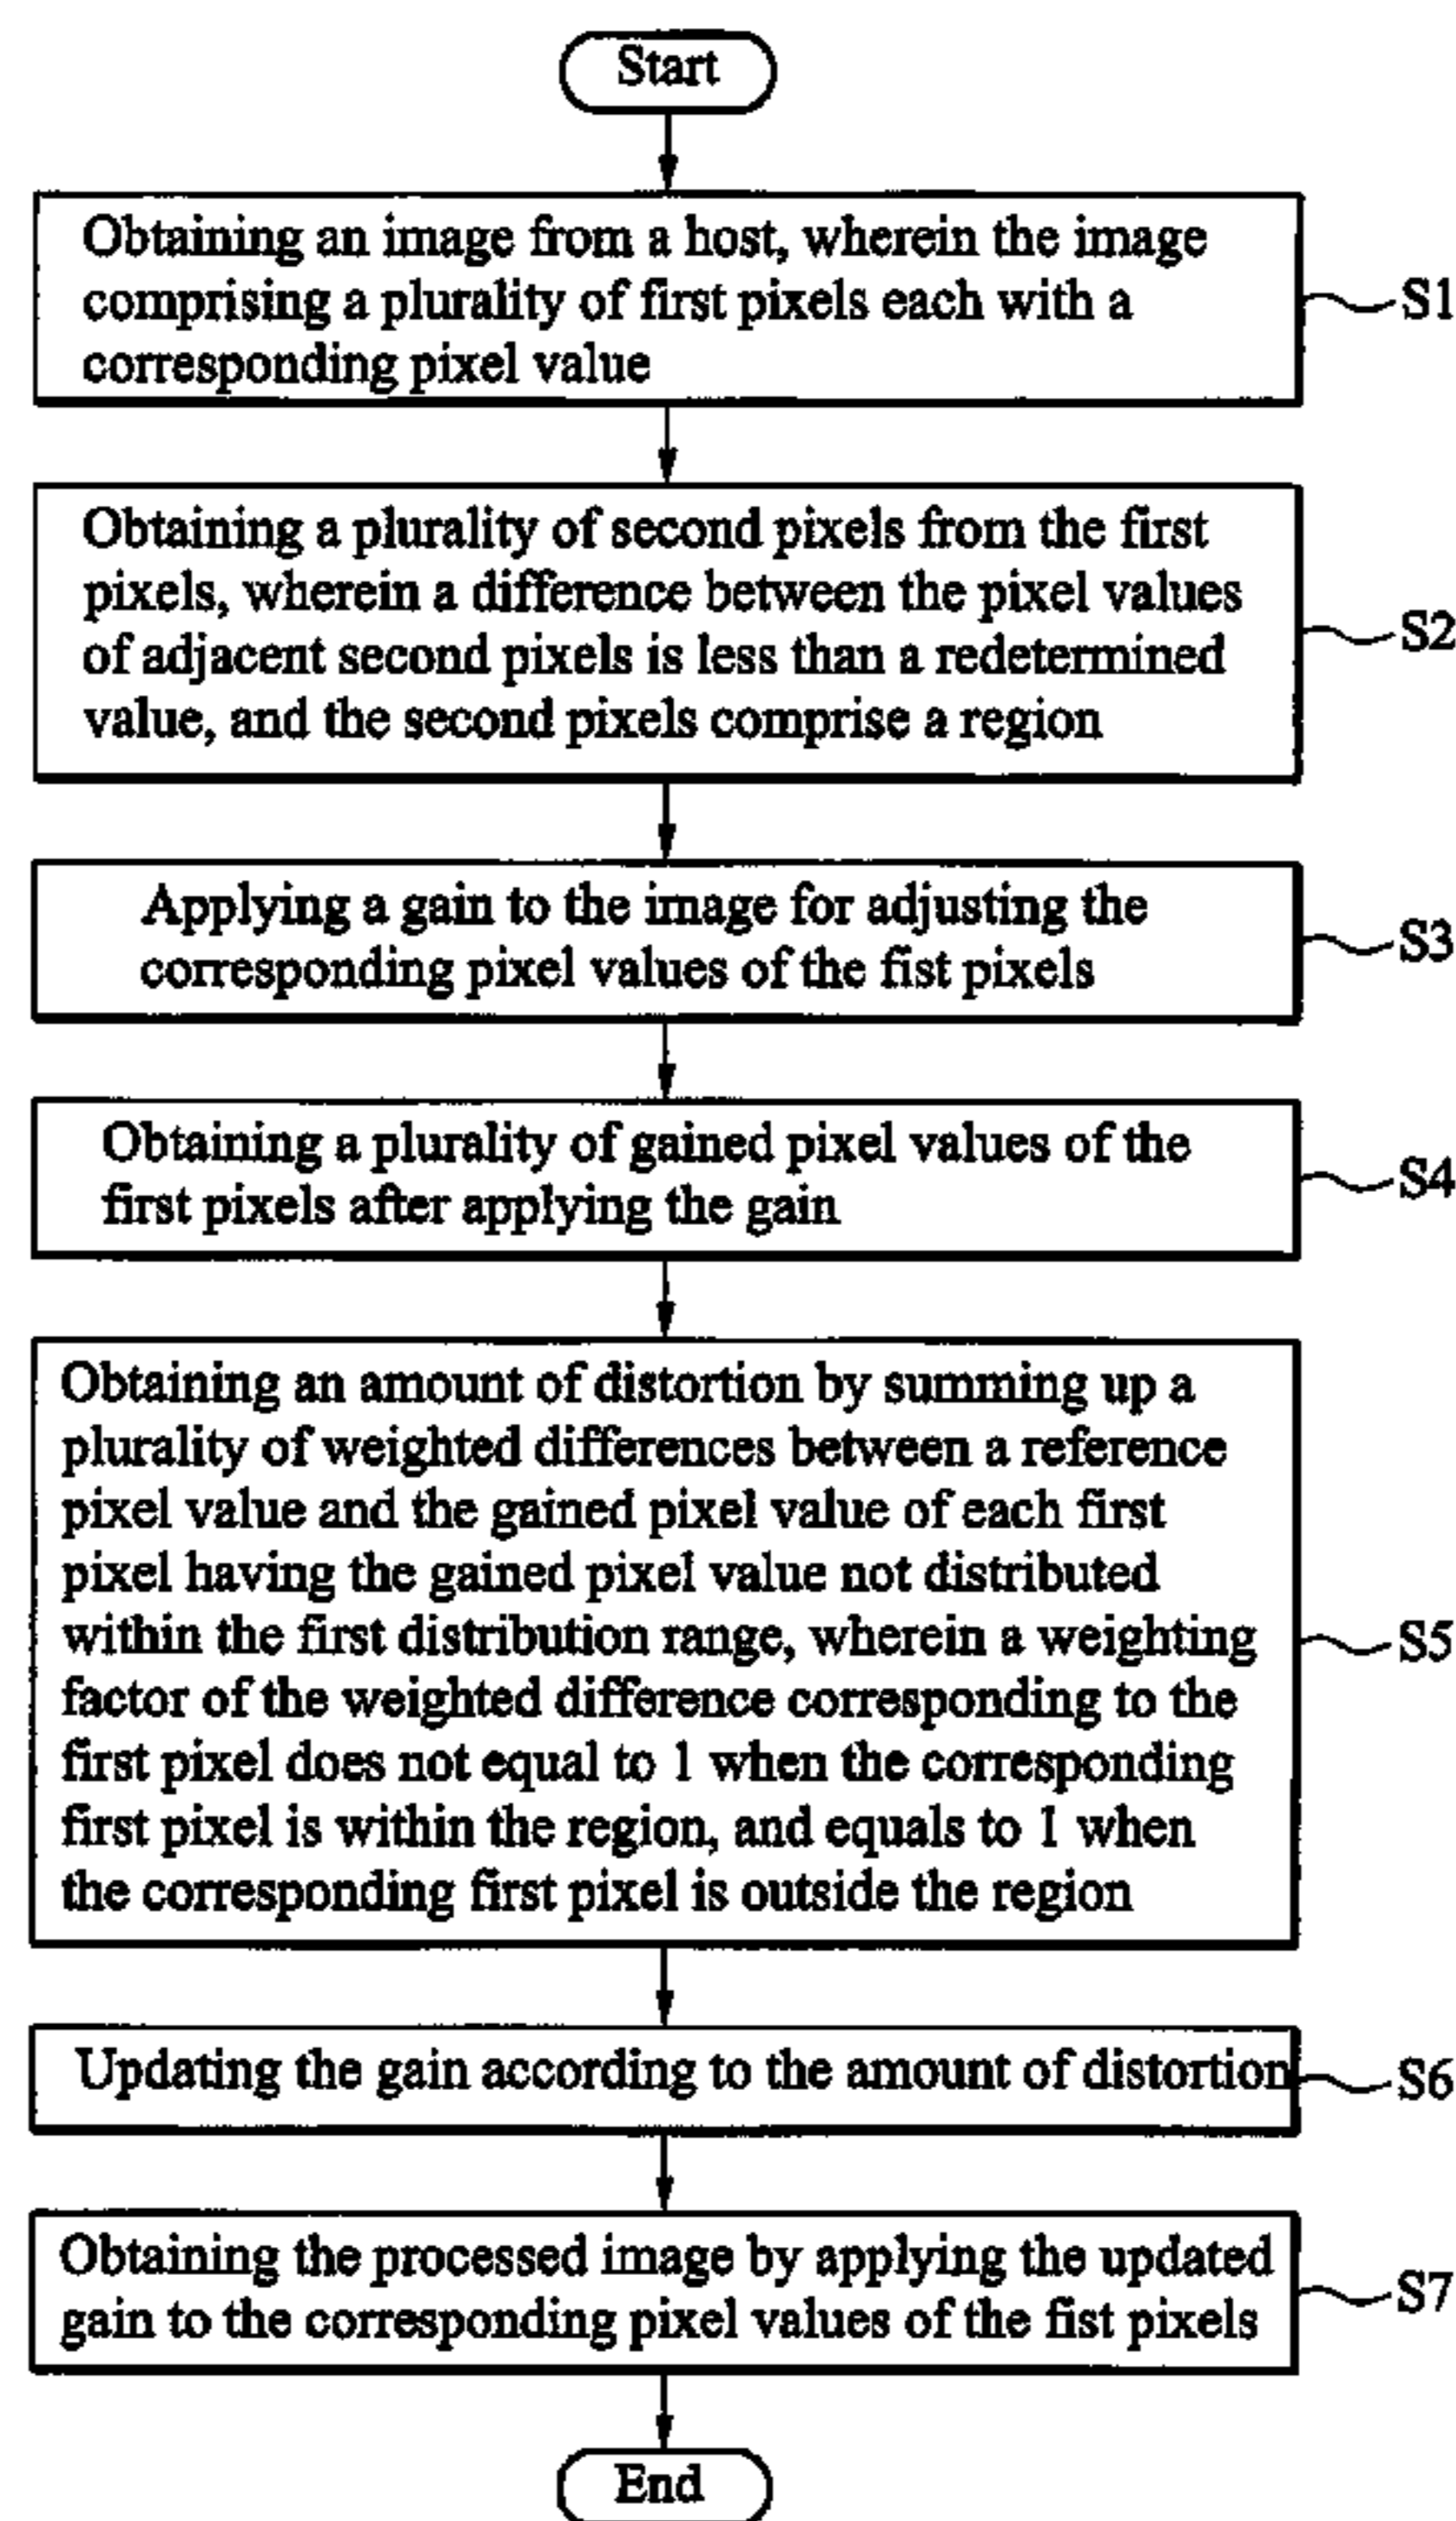 Start
Obtaining an image from a host, wherein the image
comprising a plurality of first pixels each with a
corresponding pixel value
S1
Obtaining a plurality of second pixels from the first
pixels, wherein a difference between the pixel values
of adjacent second pixels is less than a redetermined
value, and the second pixels comprise a region
S2
Applying a gain to the image for adjusting the
corresponding pixel values of the fist pixels
S3
Obtaining a plurality of gained pixel values of the
first pixels after applying the gain
S4
Obtaining an amount of distortion by summing up a
plurality of weighted differences between a reference
pixel value and the gained pixel value of each first
pixel having the gained pixel value not distributed
within the first distribution range, wherein a weighting
factor of the weighted difference corresponding to the
first pixel does not equal to 1 when the corresponding
first pixel is within the region, and equals to 1 when
the corresponding first pixel is outside the region
S5
Updating the gain according to the amount of distortion
S6
Obtaining the processed image by applying the updated
gain to the corresponding pixel values of the fist pixels
S7
End